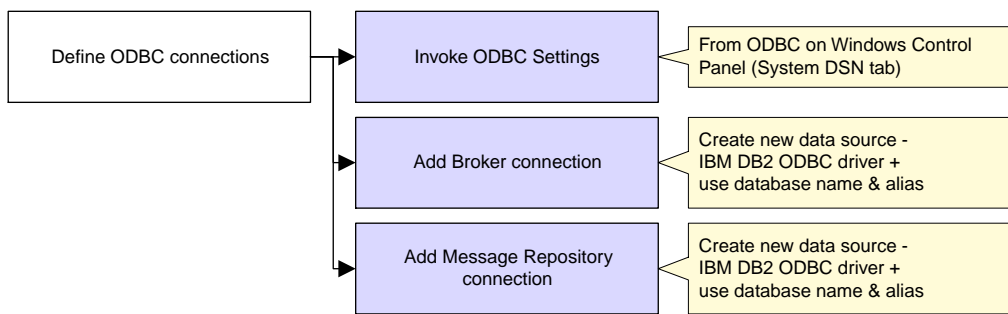 Define ODBC connections
Invoke ODBC Settings
From ODBC on Windows Control
Panel (System DSN tab)
Add Broker connection
Create new data source -
IBM DB2 ODBC driver +
use database name & alias
Add Message Repository
connection
Create new data source -
IBM DB2 ODBC driver +
use database name & alias